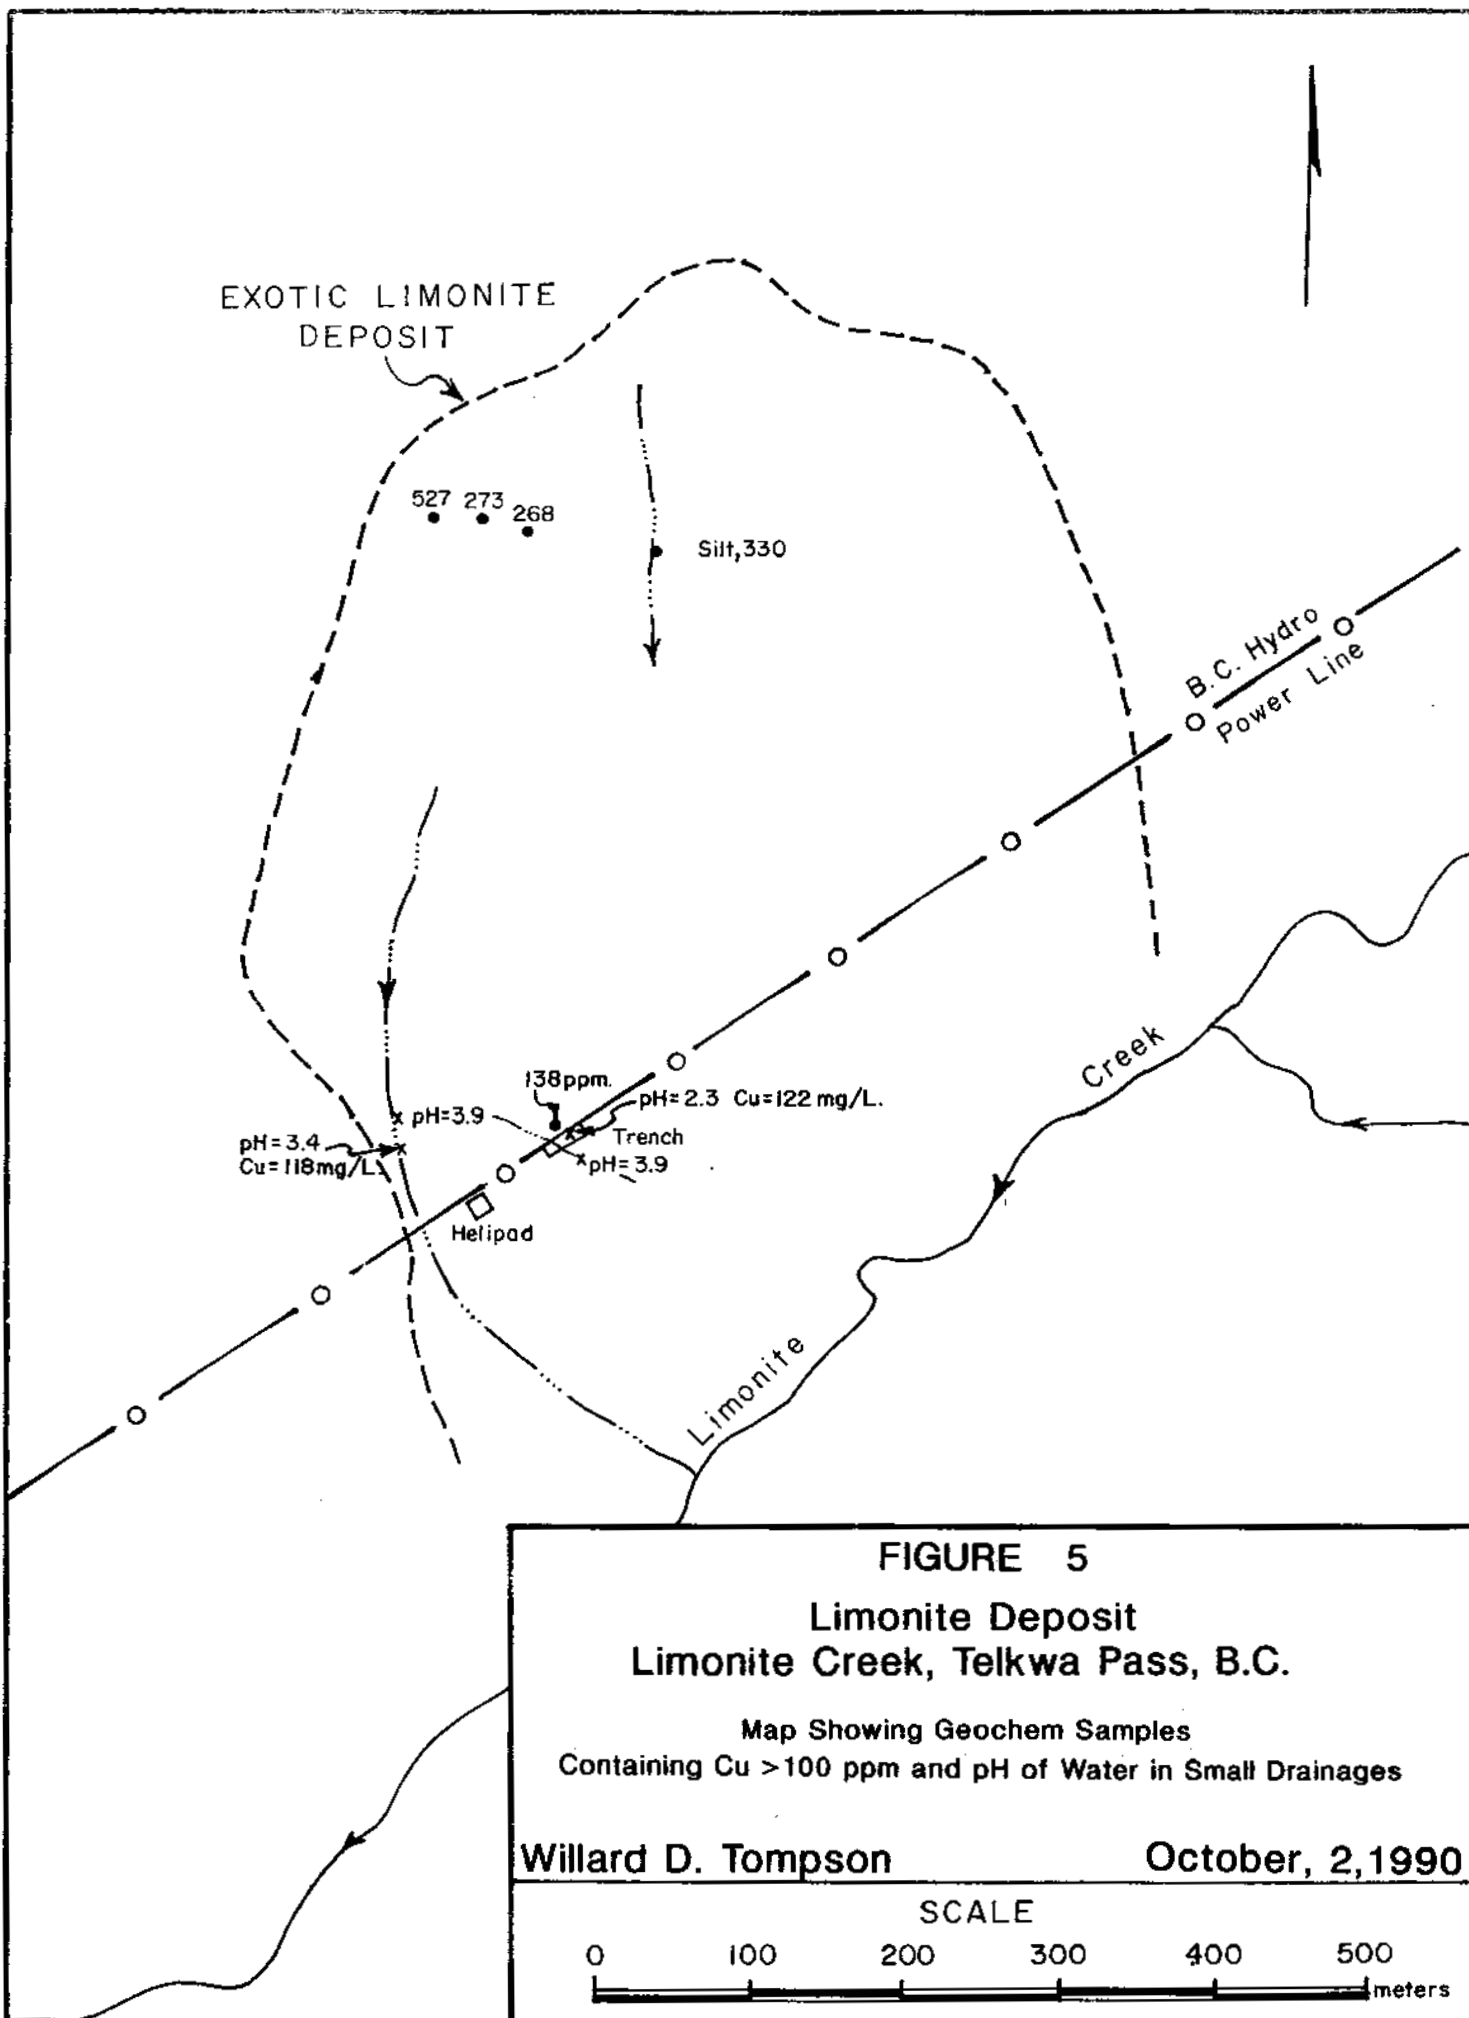 EXOTIC LIMONITE
DEPOSIT
527 273
268
Silt,330
B.C. Hydro
Power Line
138ppm.
pH=2.3 Cu=122 mg/L.
pH=3.9
Trench
pH=3.4
Cu=118mg/L.
pH=3.9
Helipad
Limonite Creek
FIGURE 5
Limonite Deposit
Limonite Creek, Telkwa Pass, B.C.
Map Showing Geochem Samples
Containing Cu >100 ppm and pH of Water in Small Drainages
Willard D. Tompson October, 2,1990
SCALE
0 100 200 300 400 500
meters